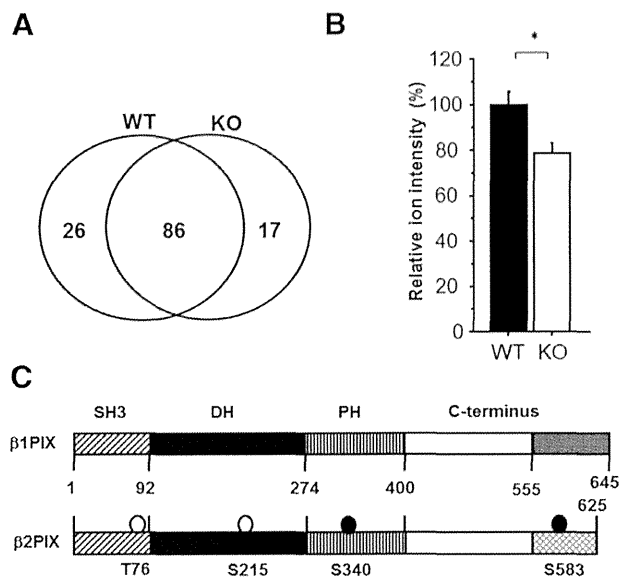 A
B
WT KO
26 86 17
*
Relative ion intensity (%)
120
100
80
60
40
20
0
WT KO
C
SH3 DH PH C-terminus
β1PIX
1 92 274 400 555 645
625
β2PIX
T76 S215 S340 S583